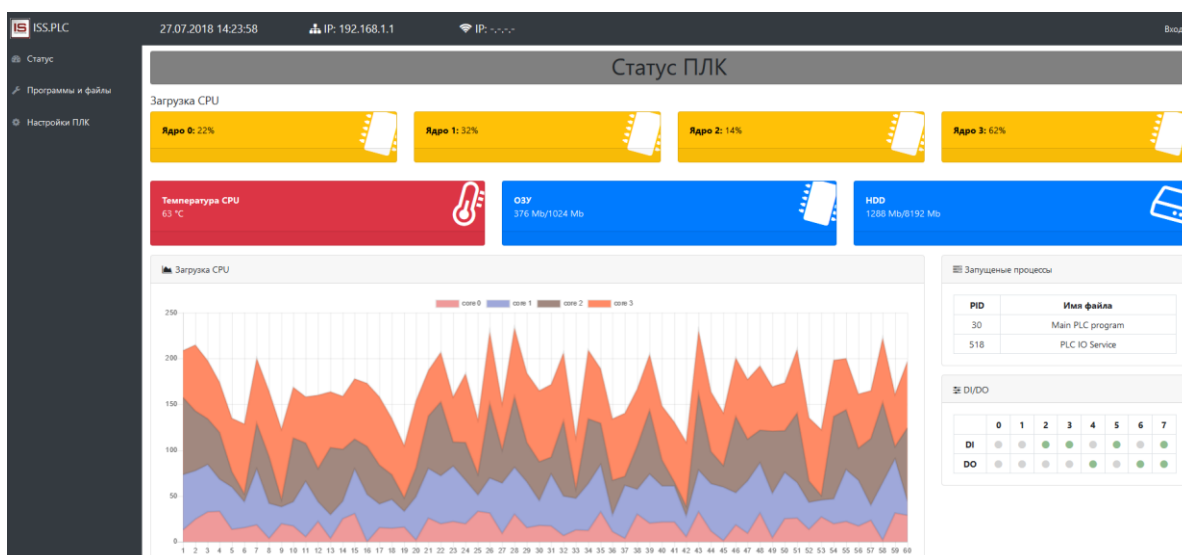 IS ISS.PLC 27.07.2018 14:23:58 IP: 192.168.1.1 IP: -.-.-.- Вход
Статус
Программы и файлы
Настройки ПЛК
Статус ПЛК
Загрузка CPU
Ядро 0: 22% Ядро 1: 32% Ядро 2: 14% Ядро 3: 62%
Температура CPU
63 °C
ОЗУ
376 Mb/1024 Mb
HDD
1288 Mb/8192 Mb
Загрузка CPU
core 0 core 1 core 2 core 3
250
200
150
100
50
0
1 2 3 4 5 6 7 8 9 10 11 12 13 14 15 16 17 18 19 20 21 22 23 24 25 26 27 28 29 30 31 32 33 34 35 36 37 38 39 40 41 42 43 44 45 46 47 48 49 50 51 52 53 54 55 56 57 58 59 60
Запущеные процессы
PID Имя файла
30 Main PLC program
518 PLC IO Service
DI/DO
0 1 2 3 4 5 6 7
DI
DO